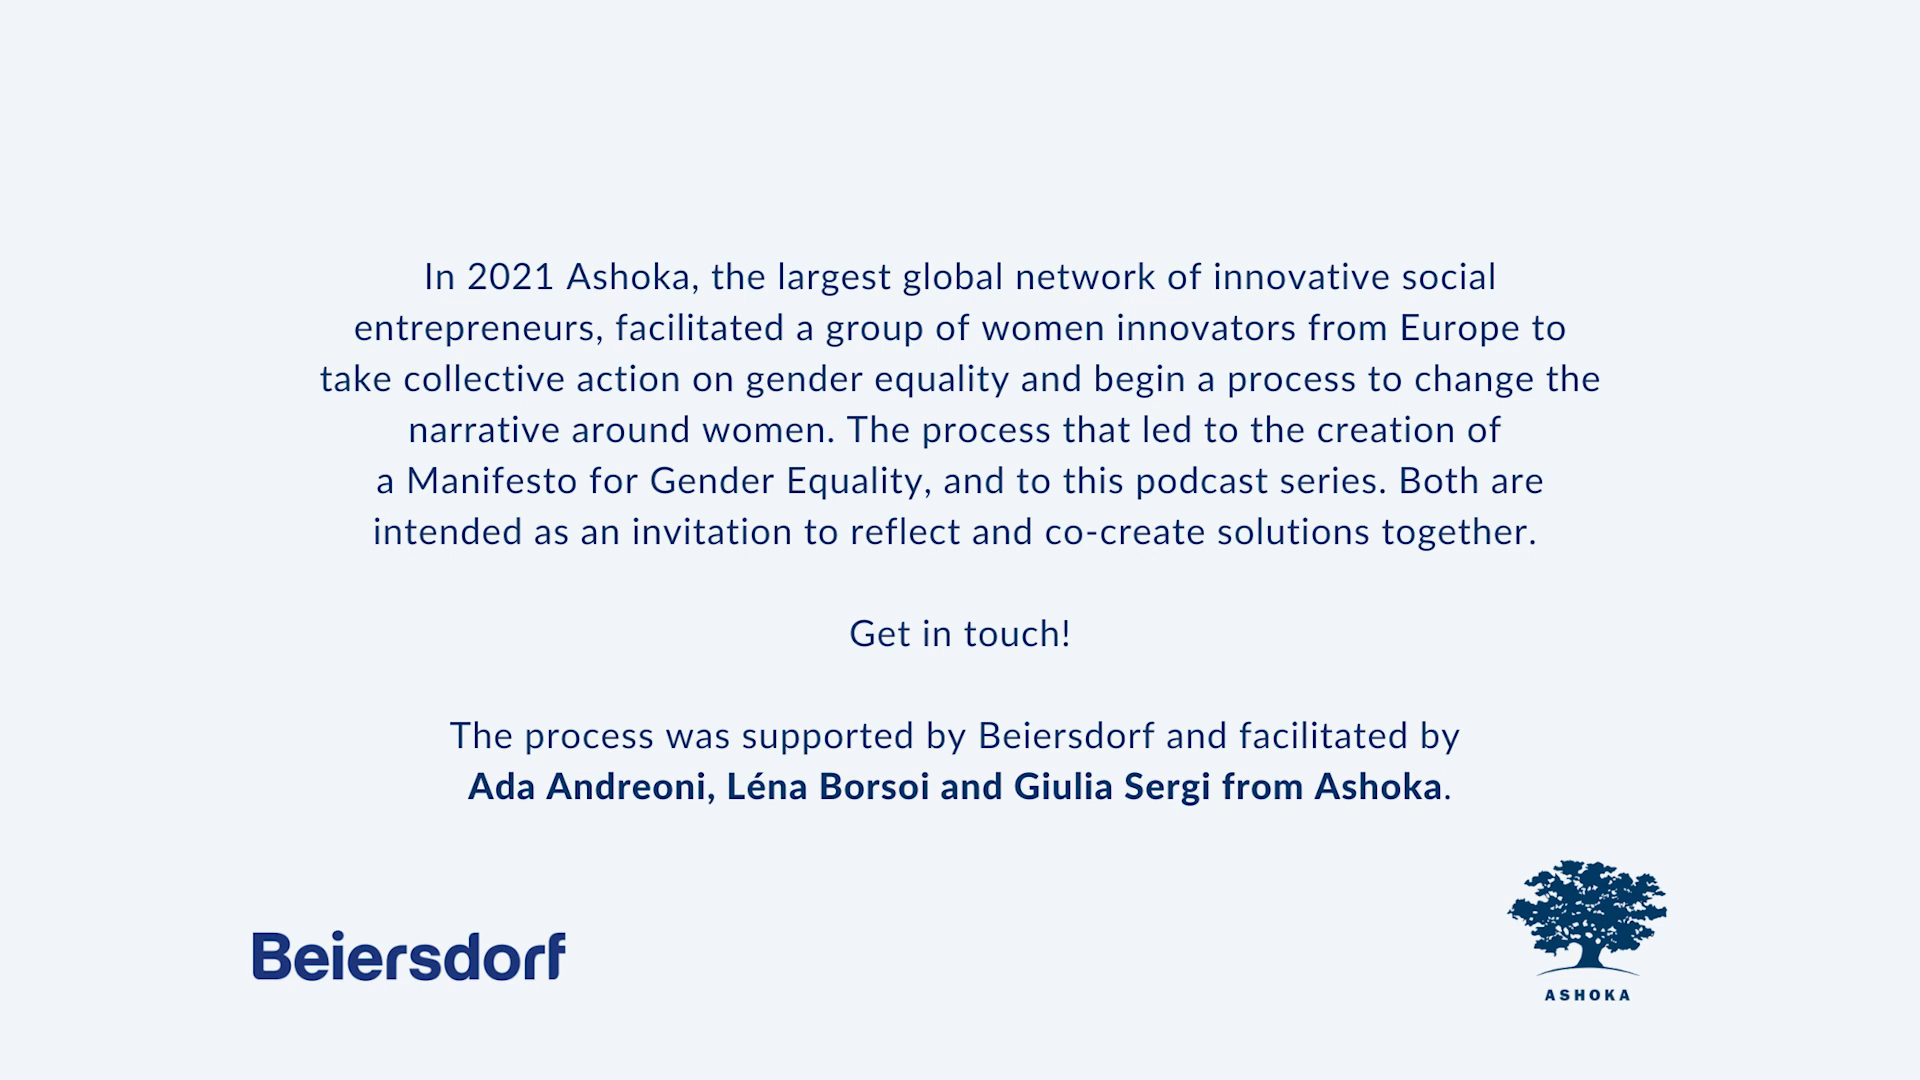 In 2021 Ashoka, the largest global network of innovative social
entrepreneurs, facilitated a group of women innovators from Europe to
take collective action on gender equality and begin a process to change the
narrative around women. The process that led to the creation of
a Manifesto for Gender Equality, and to this podcast series. Both are
intended as an invitation to reflect and co-create solutions together.
Get in touch!
The process was supported by Beiersdorf and facilitated by
Ada Andreoni, Léna Borsoi and Giulia Sergi from Ashoka.
Beiersdorf
ASHOKA